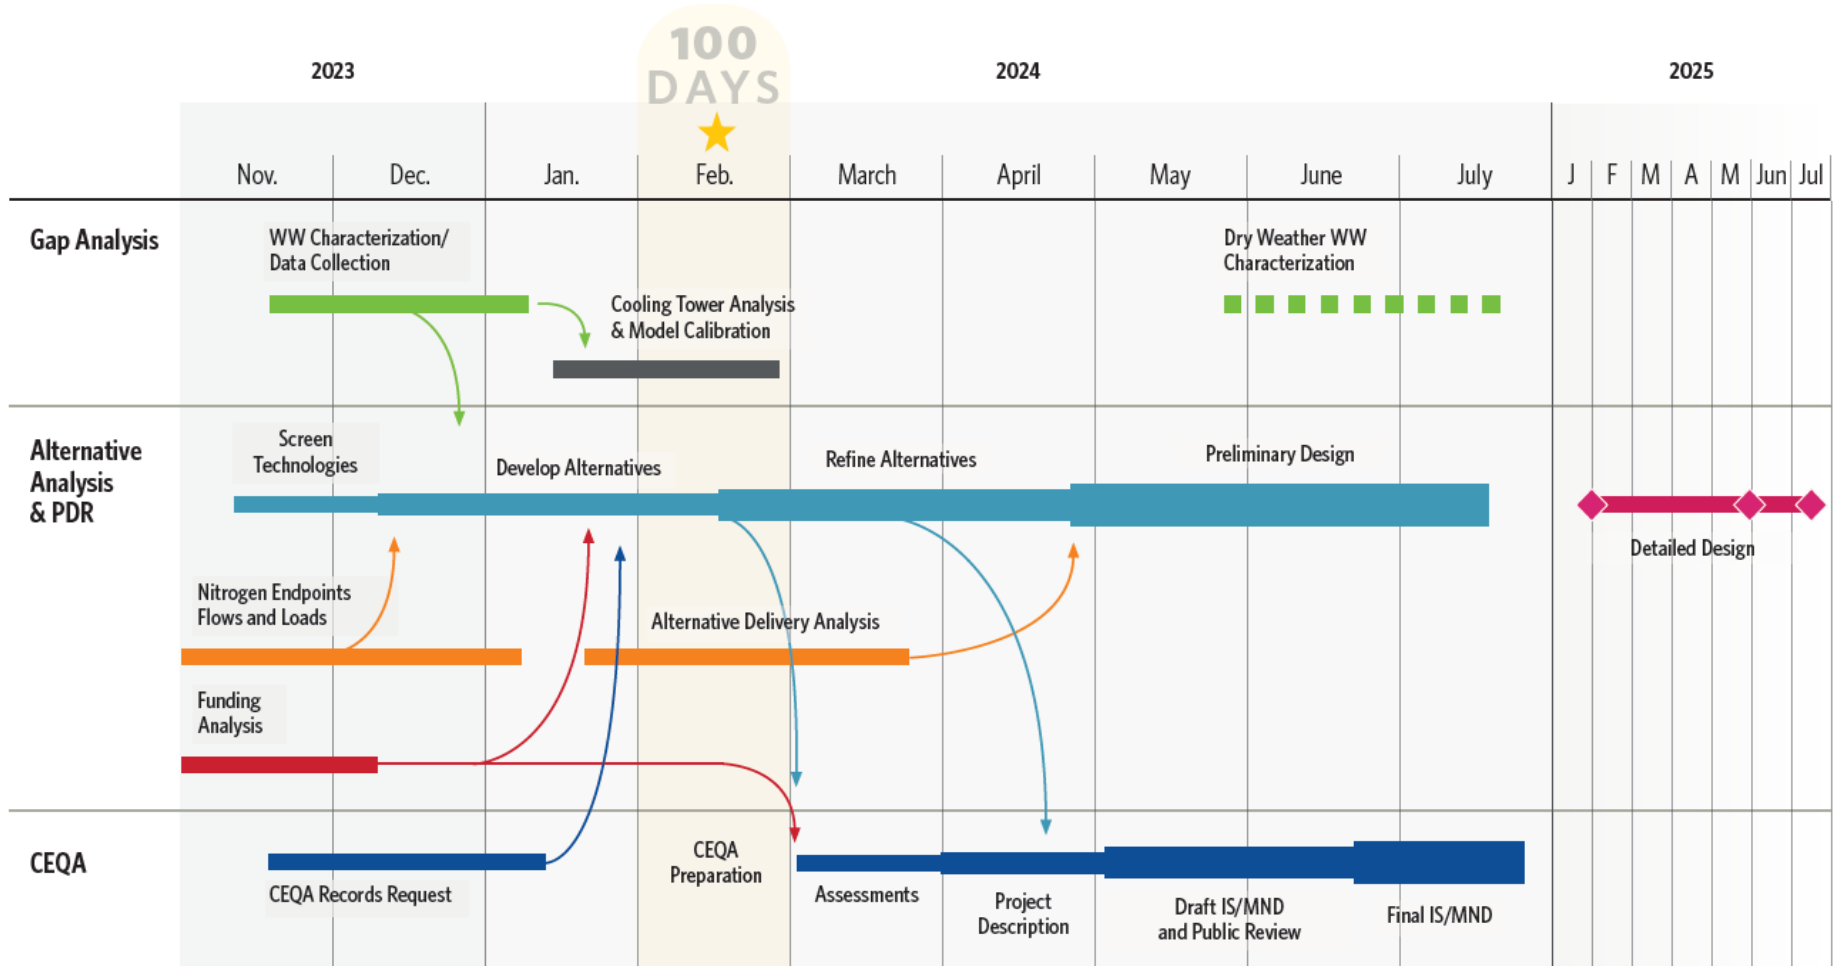 100
DAYS
2023
2024
2025
Nov.
Dec.
Jan.
Feb.
March
April
May
June
July
J
F
M
A
M
Jun
Jul
Gap Analysis
WW Characterization/
Data Collection
Cooling Tower Analysis
& Model Calibration
Dry Weather WW
Characterization
Alternative
Analysis
& PDR
Screen
Technologies
Develop Alternatives
Refine Alternatives
Preliminary Design
Detailed Design
Nitrogen Endpoints
Flows and Loads
Alternative Delivery Analysis
Funding
Analysis
CEQA
CEQA Records Request
CEQA
Preparation
Assessments
Project
Description
Draft IS/MND
and Public Review
Final IS/MND